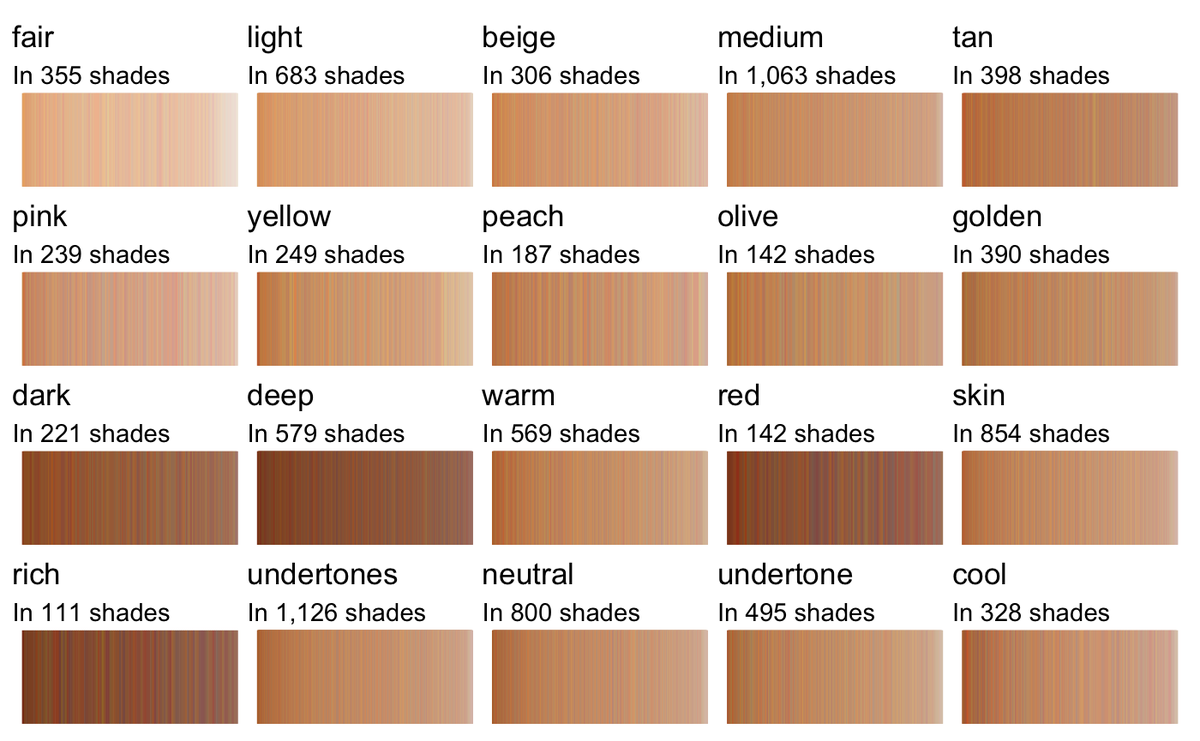 fair
light
beige
medium
tan
In 355 shades
In 683 shades
In 306 shades
In 1,063 shades
In 398 shades
pink
yellow
peach
olive
golden
In 239 shades
In 249 shades
In 187 shades
In 142 shades
In 390 shades
dark
deep
warm
red
skin
In 221 shades
In 579 shades
In 569 shades
In 142 shades
In 854 shades
rich
undertones
neutral
undertone
cool
In 111 shades
In 1,126 shades
In 800 shades
In 495 shades
In 328 shades